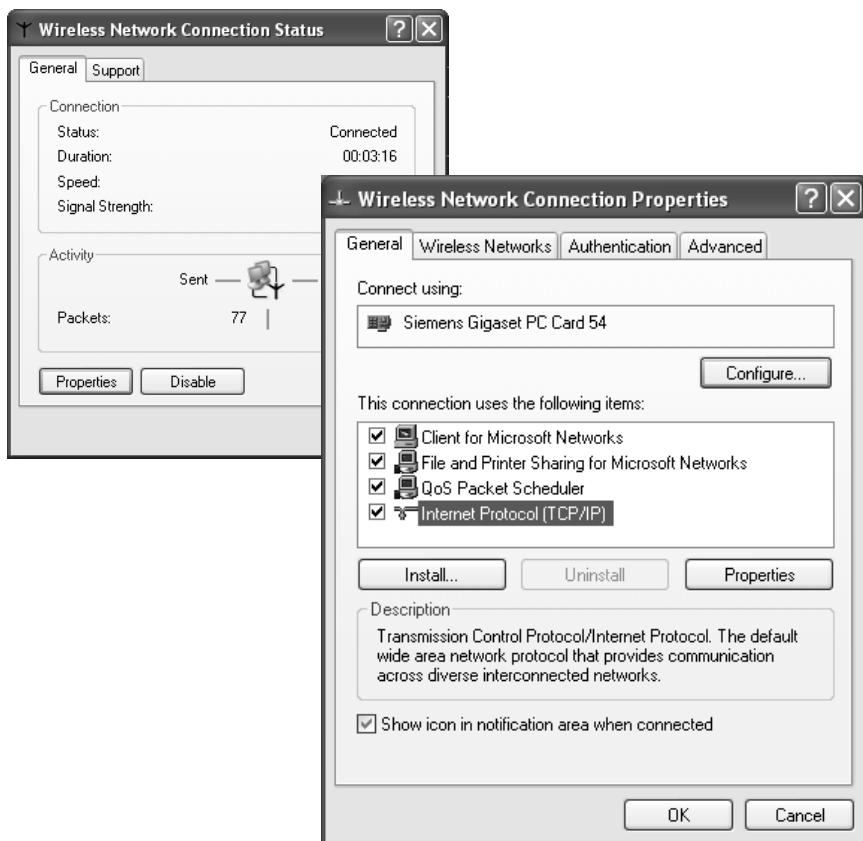 Wireless Network Connection Status
General Support
Connection
Status: Connected
Duration: 00:03:16
Speed:
Signal Strength:
Activity
Sent
Packets: 77
Properties Disable
Wireless Network Connection Properties
General Wireless Networks Authentication Advanced
Connect using:
Siemens Gigaset PC Card 54
Configure...
This connection uses the following items:
Client for Microsoft Networks
File and Printer Sharing for Microsoft Networks
QoS Packet Scheduler
Internet Protocol (TCP/IP)
Install... Uninstall Properties
Description
Transmission Control Protocol/Internet Protocol. The default
wide area network protocol that provides communication
across diverse interconnected networks.
Show icon in notification area when connected
OK Cancel